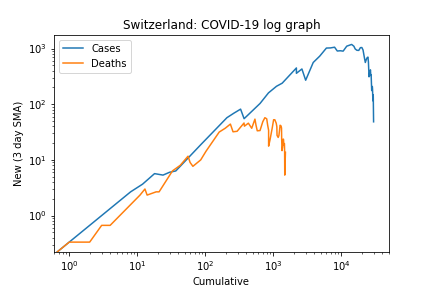 Switzerland: COVID-19 log graph
Cases
Deaths
New (3 day SMA)
10³
10²
10¹
10⁰
10⁰ 10¹ 10² 10³ 10⁴
Cumulative